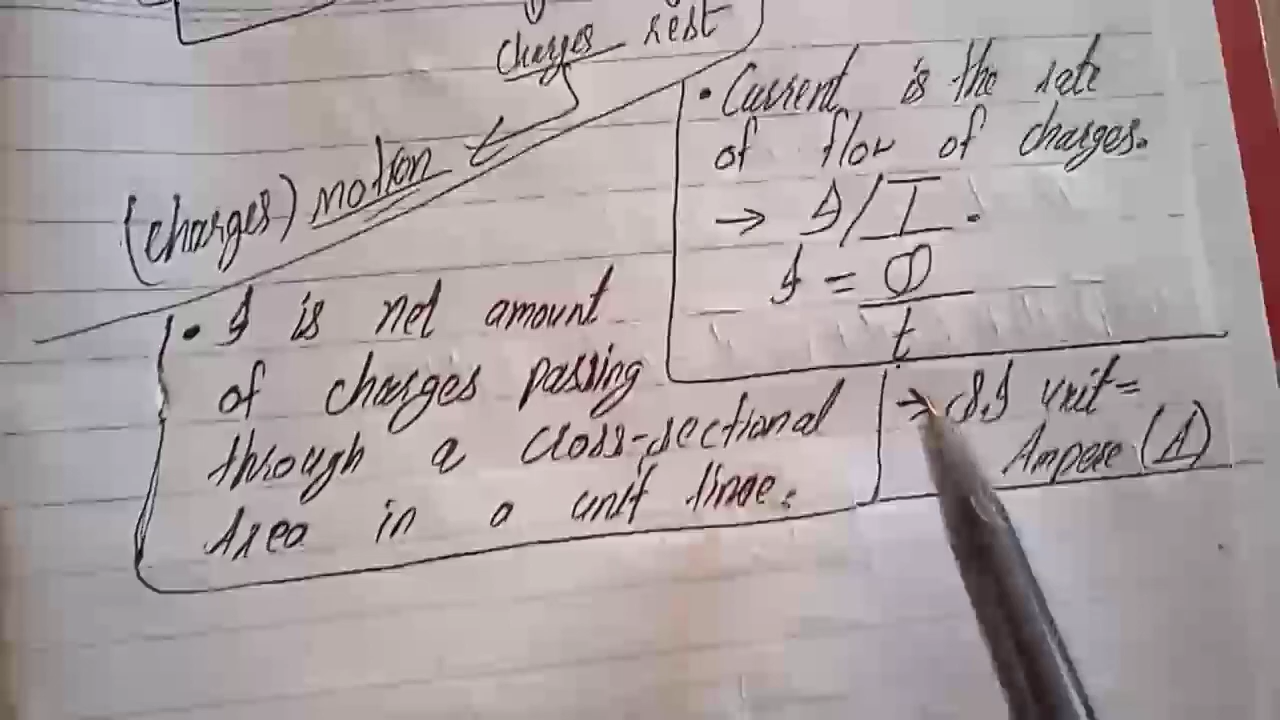 charges rest
(charges) motion
• Current is the rate
of flow of charges.
→ I/I.
I = Q
t
• I is net amount
of charges passing
through a cross-sectional
Area in a unit time.
→ S.I unit =
Ampere (A)